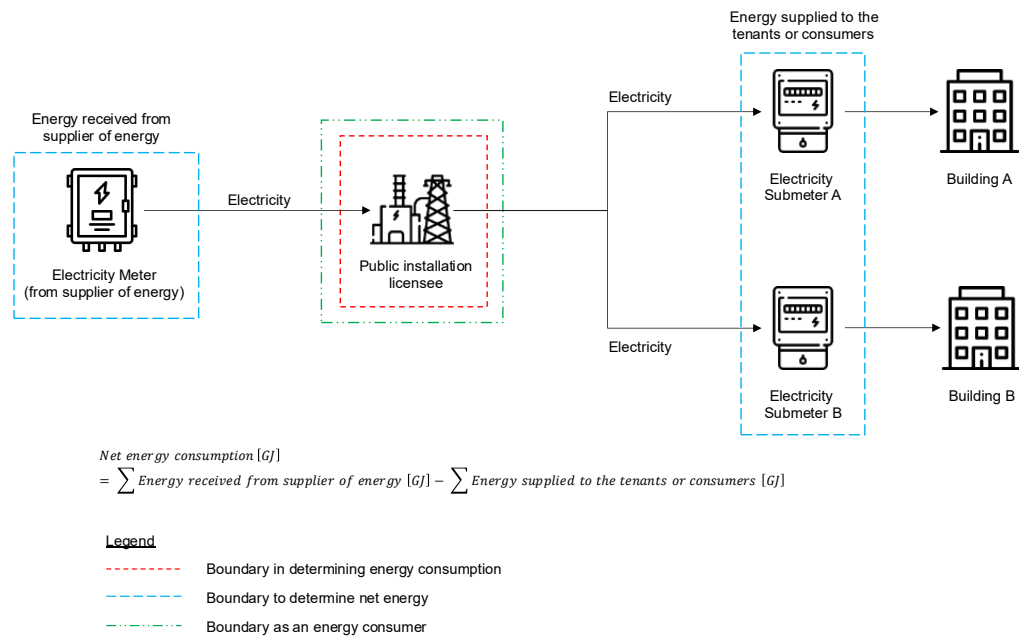 Energy supplied to the
tenants or consumers
Electricity
Energy received from
supplier of energy
Electricity
Electricity
Submeter A
Building A
Public installation
licensee
Electricity Meter
(from supplier of energy)
Electricity
Electricity
Submeter B
Building B
Net energy consumption [GJ]
= ∑ Energy received from supplier of energy [GJ] − ∑ Energy supplied to the tenants or consumers [GJ]
Legend
Boundary in determining energy consumption
Boundary to determine net energy
Boundary as an energy consumer